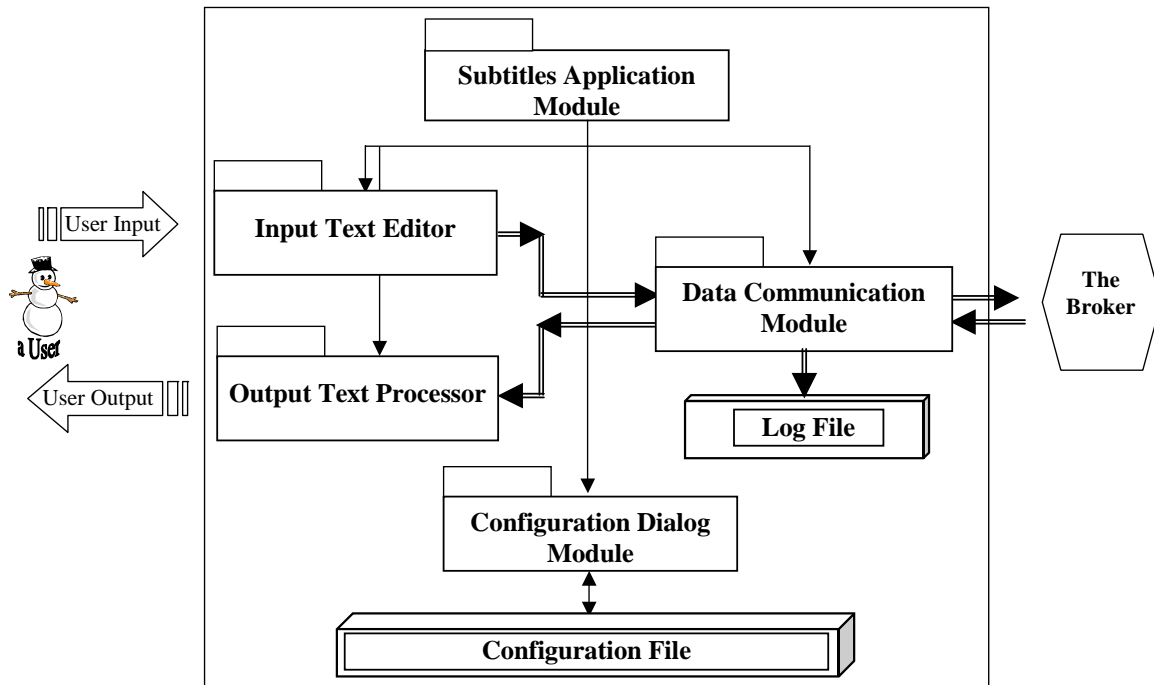 Subtitles Application
Module
User Input
Input Text Editor
Data Communication
Module
The
Broker
a User
User Output
Output Text Processor
Log File
Configuration Dialog
Module
Configuration File